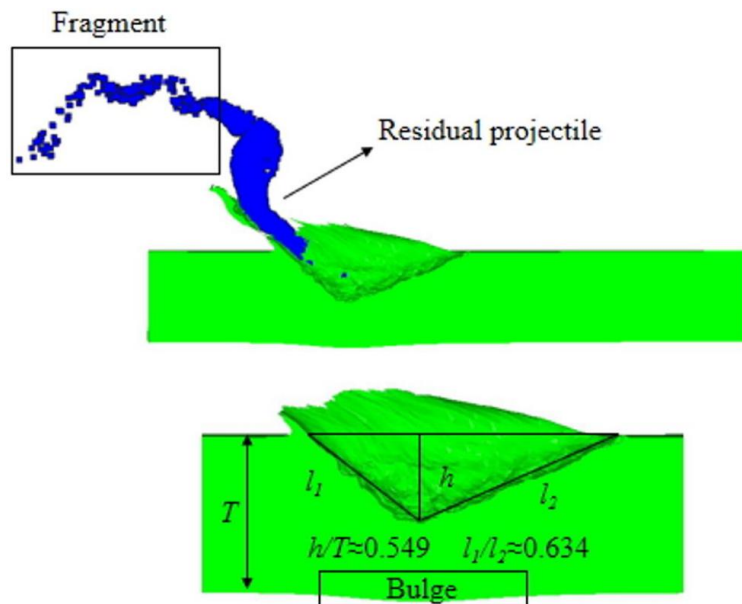 Fragment
Residual projectile
l₁
h
l₂
T
h/T≈0.549 l₁/l₂≈0.634
Bulge